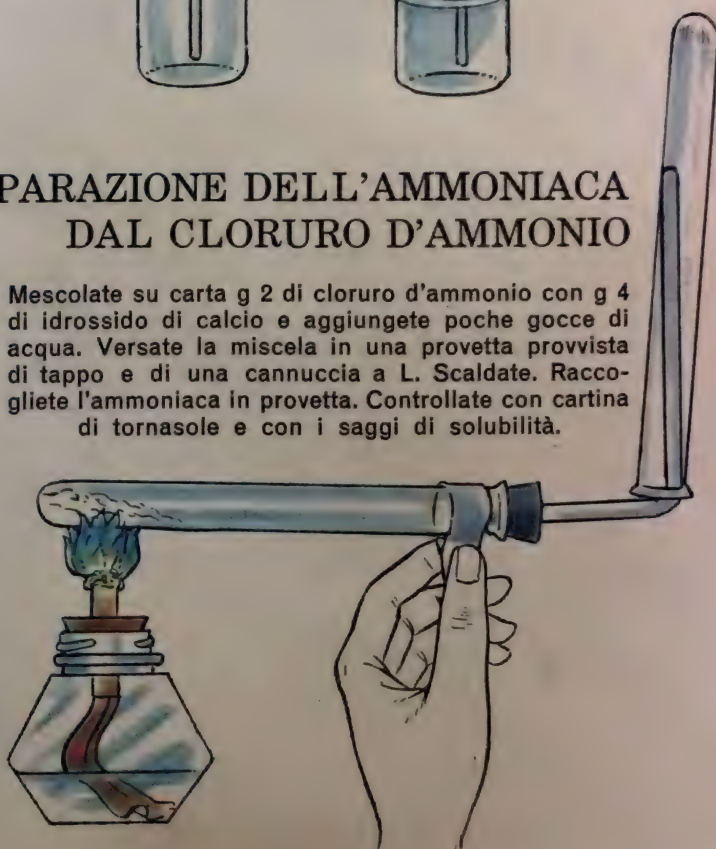 PARAZIONE DELL'AMMONIACA
DAL CLORURO D'AMMONIO
Mescolate su carta g 2 di cloruro d'ammonio con g 4
di idrossido di calcio e aggiungete poche gocce di
acqua. Versate la miscela in una provetta provvista
di tappo e di una cannuccia a L. Scaldate. Racco-
gliete l'ammoniaca in provetta. Controllate con cartina
di tornasole e con i saggi di solubilità.